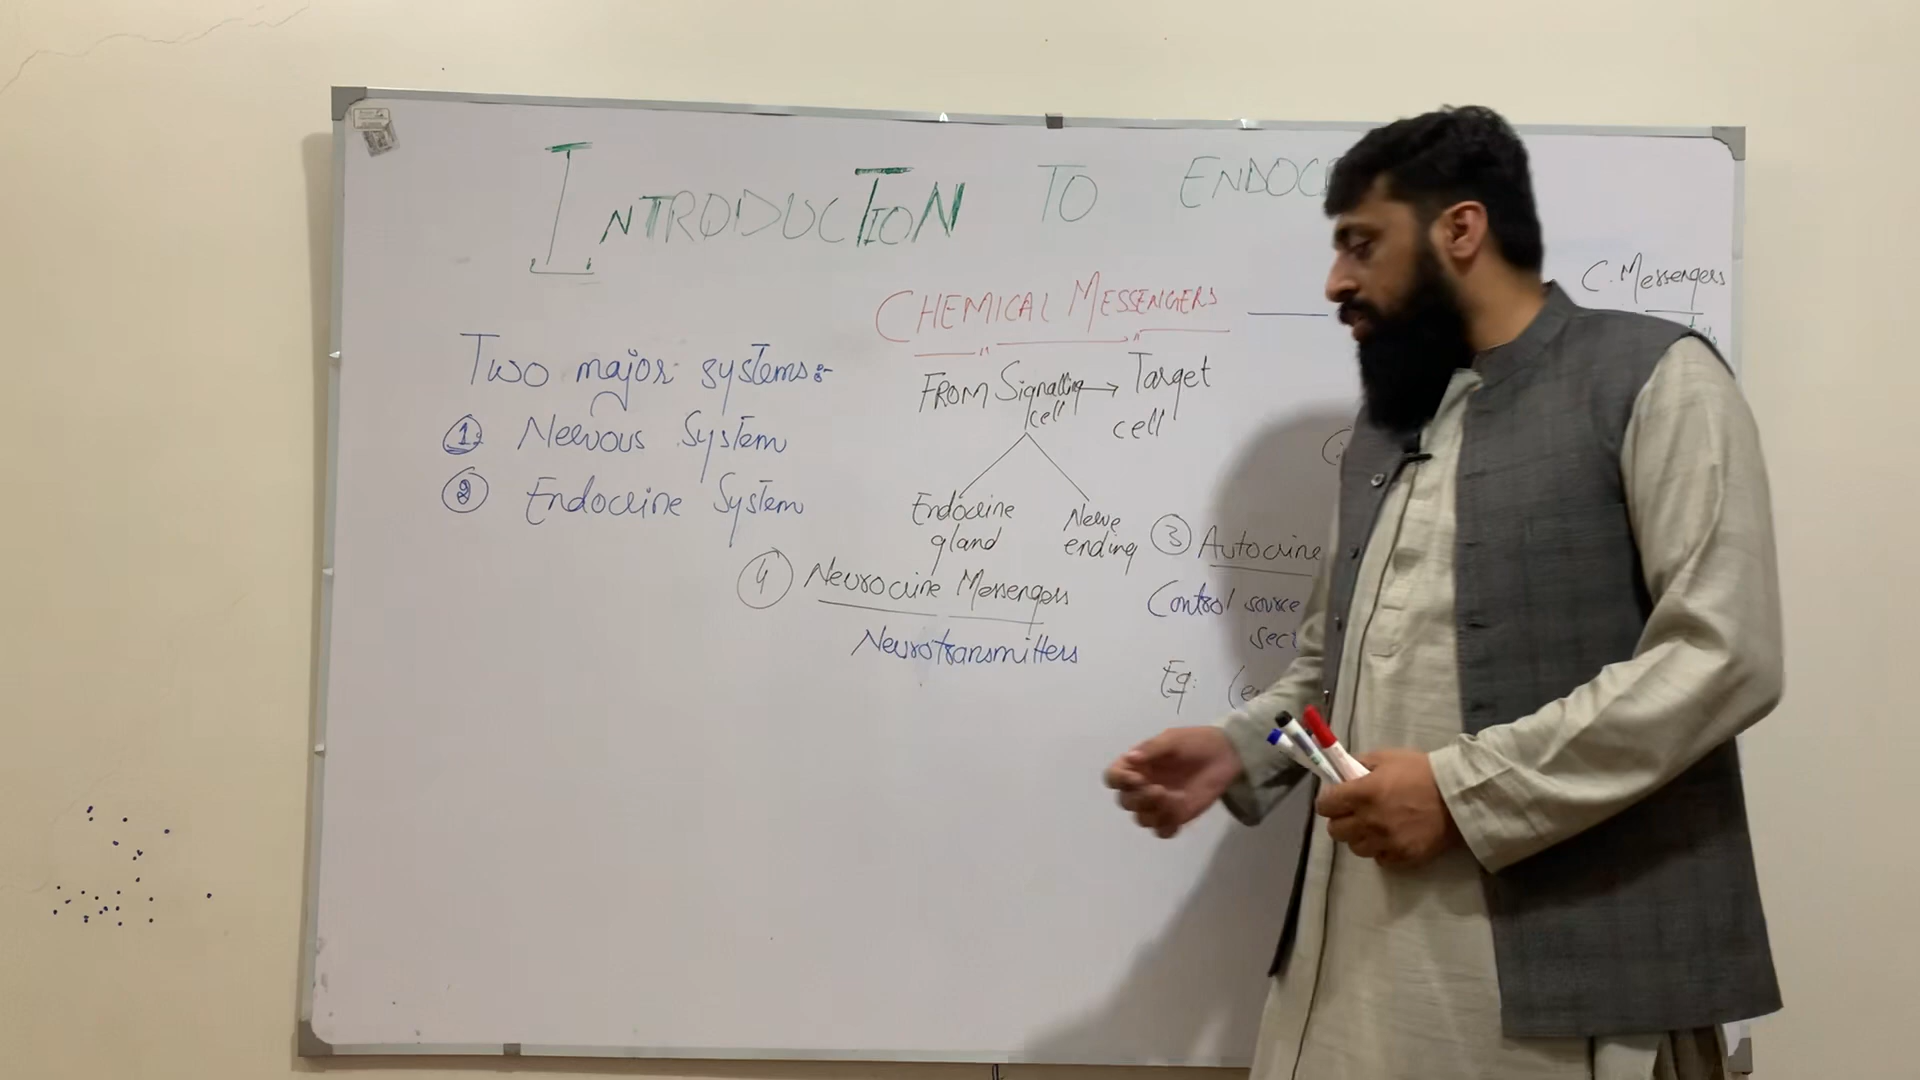 INTRODUCTION TO
CHEMICAL MESSENGERS
C. Messengers
Two major systems:-
FROM Signalling cell → Target cell
① Nervous System
② Endocrine System
Endocrine gland
Nerve ending
③ Autocrine
Control source
④ Neurocrine Messengers
Neurotransmitters
Eg: